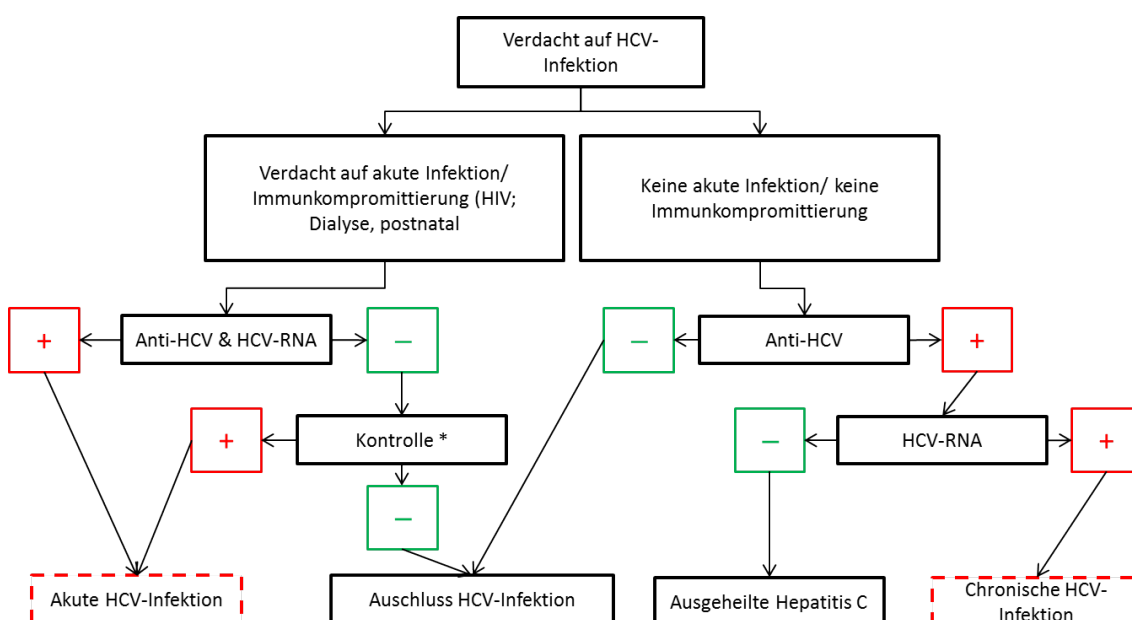 Verdacht auf HCV-
Infektion
Verdacht auf akute Infektion/
Immunkompromittierung (HIV;
Dialyse, postnatal
Keine akute Infektion/ keine
Immunkompromittierung
+
Anti-HCV & HCV-RNA
–
–
Anti-HCV
+
+
Kontrolle *
–
HCV-RNA
+
–
Akute HCV-Infektion
Auschluss HCV-Infektion
Ausgeheilte Hepatitis C
Chronische HCV-
Infektion